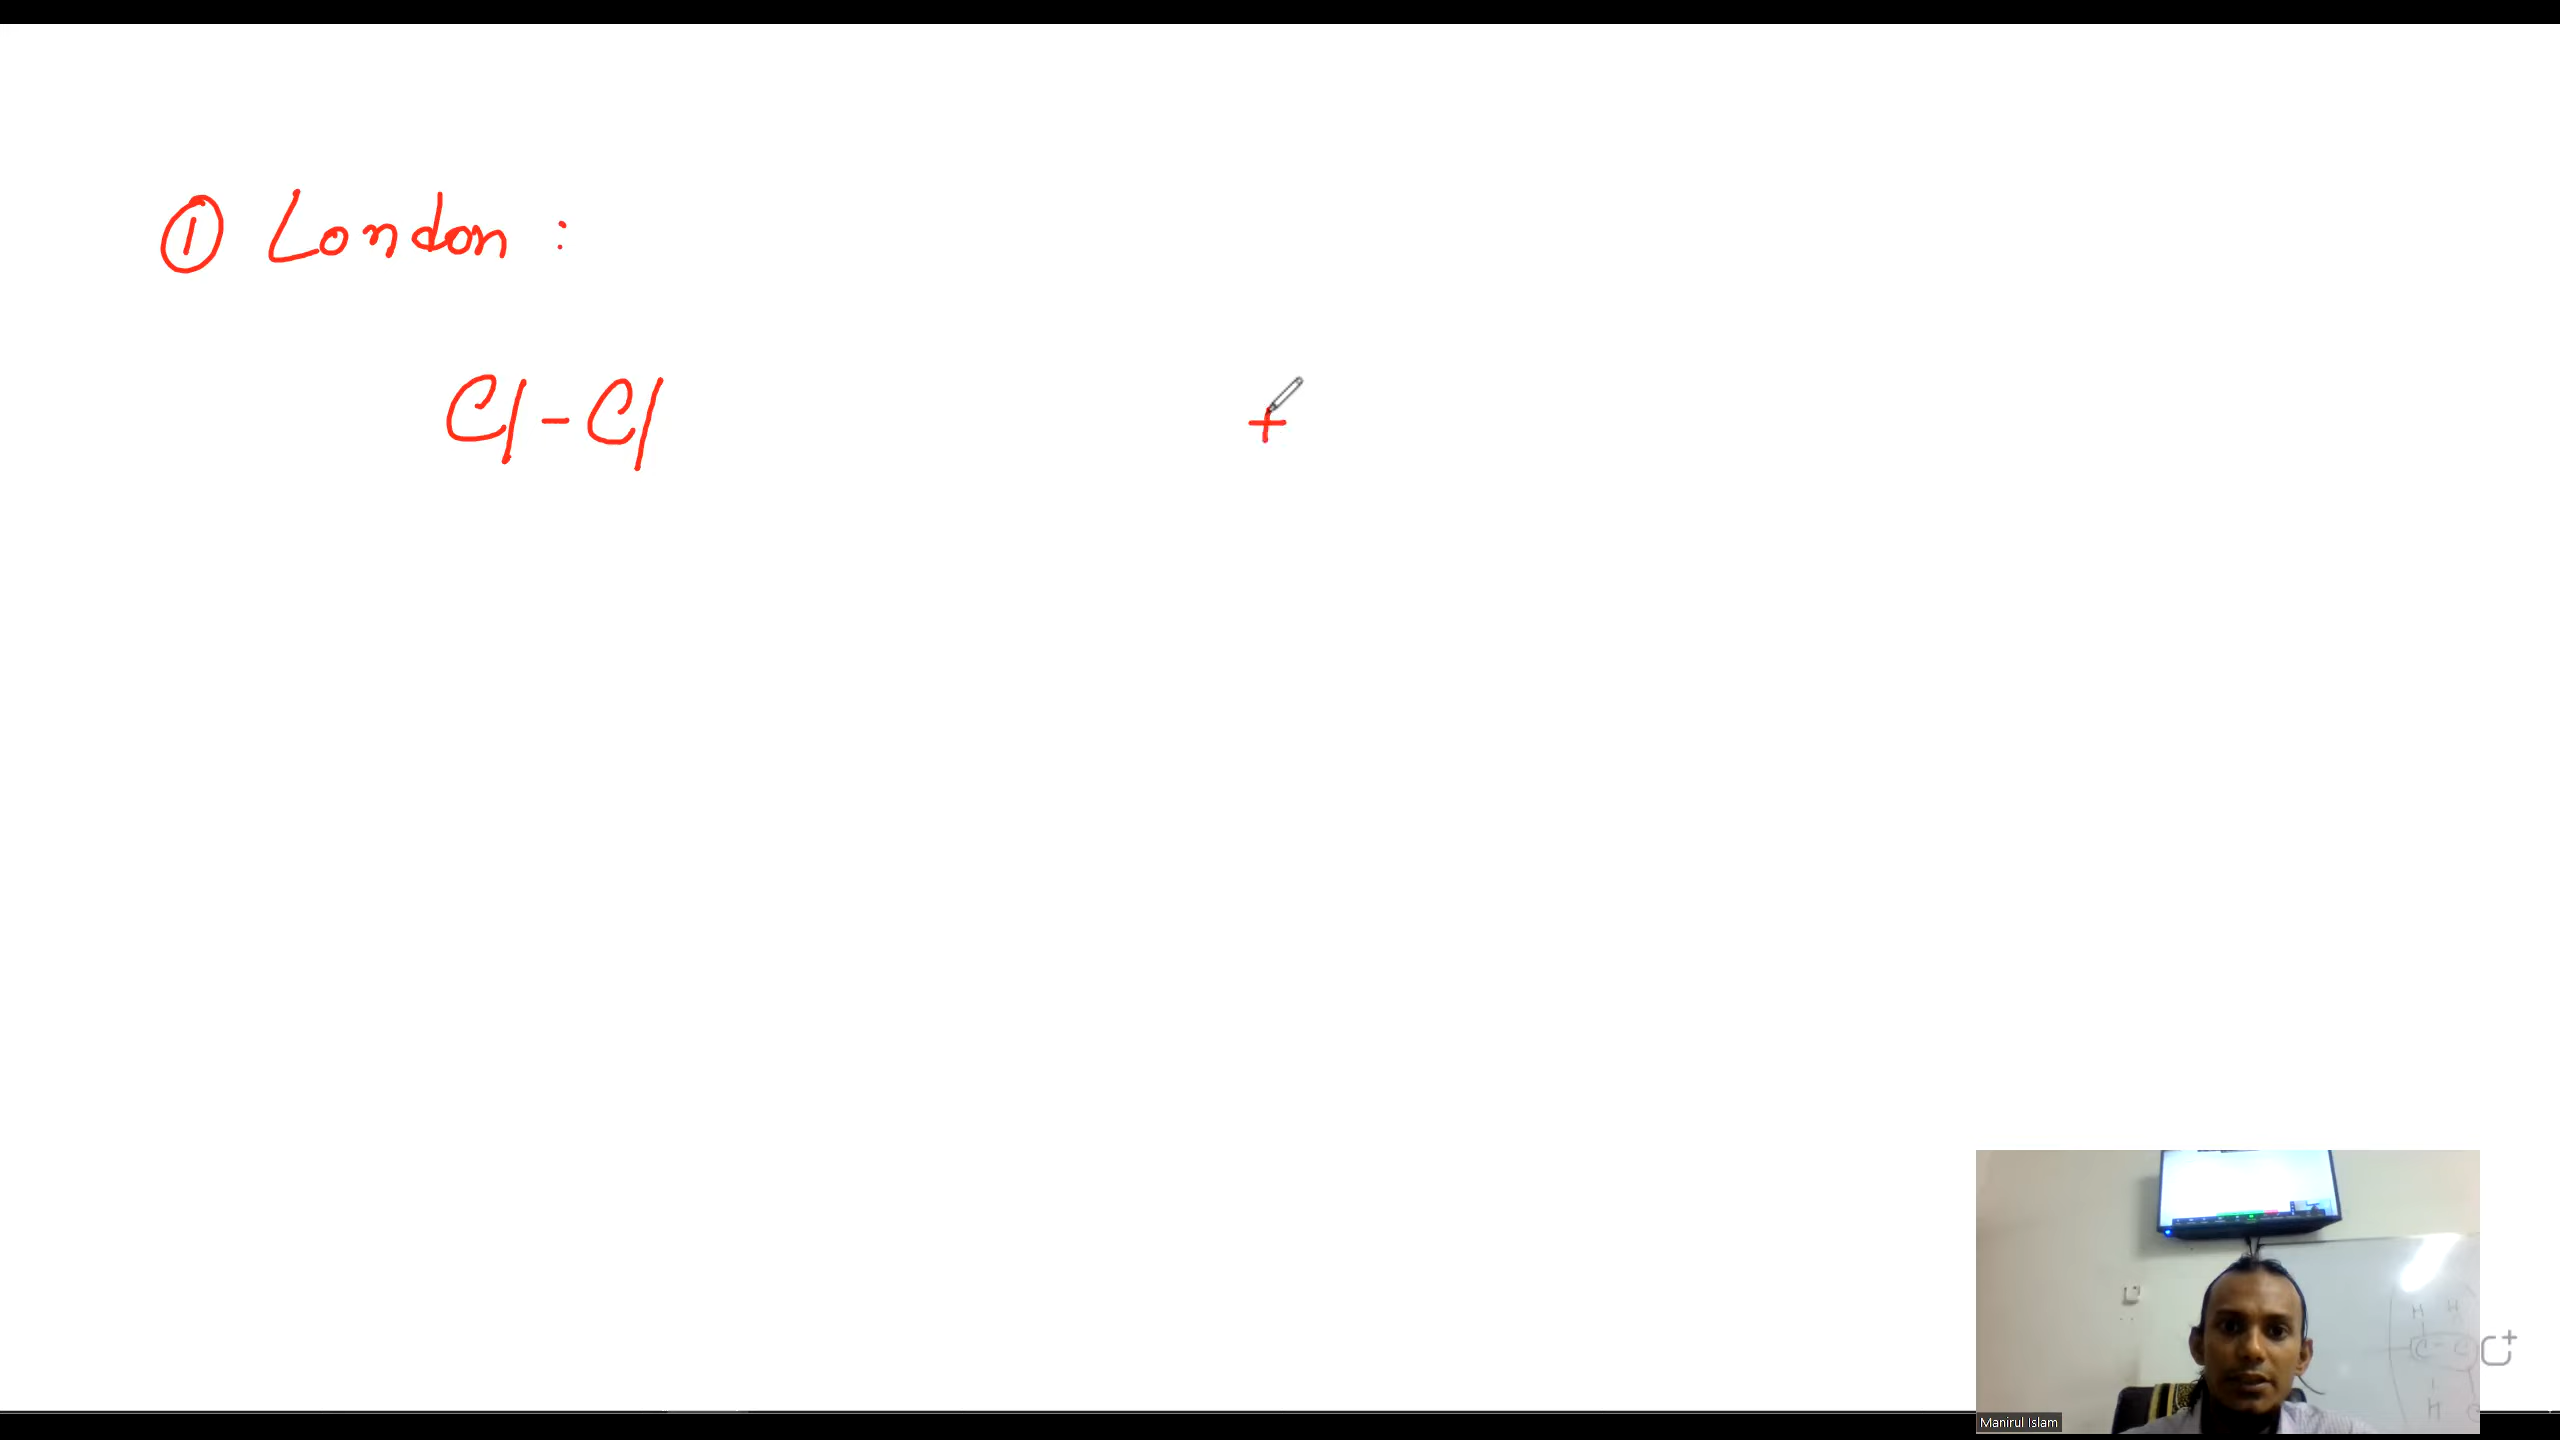 ① London :
Cl - Cl +
Manirul Islam
H H
C - C
H